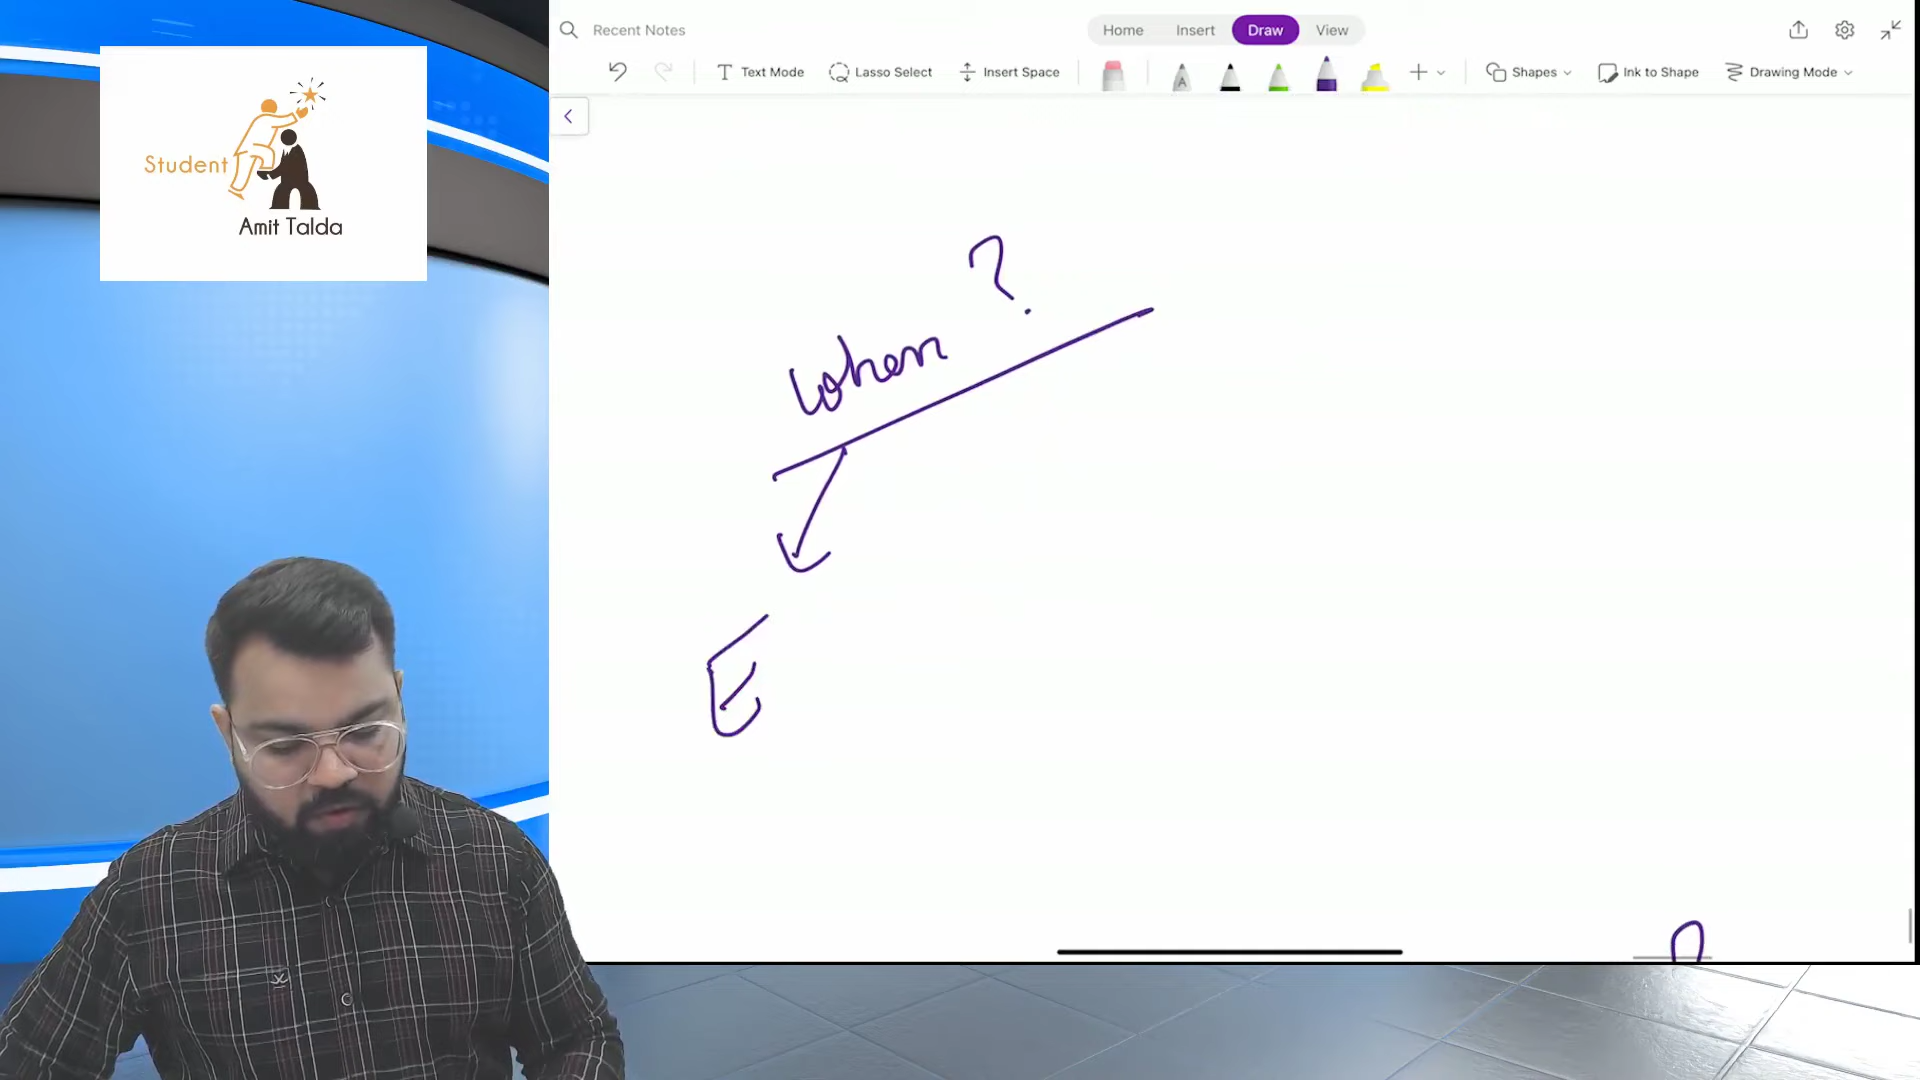 Recent Notes
Home Insert Draw View
Text Mode Lasso Select Insert Space Shapes Ink to Shape Drawing Mode
Student
Amit Talda
When ?
E